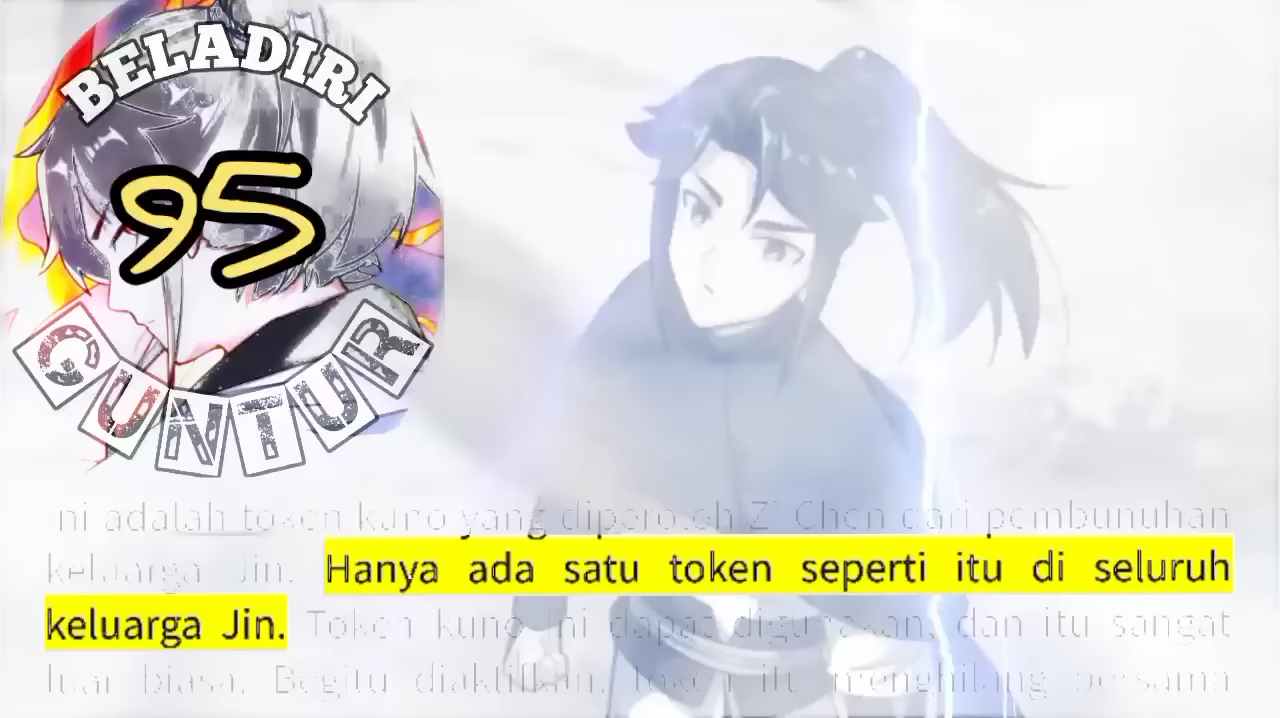 BELADIRI
95
GUNTUR
ni adalah token kuno yang diperoleh Zi Chen dari pembunuhan
keluarga Jin. Hanya ada satu token seperti itu di seluruh
keluarga Jin. Token kuno ini dapat digunakan, dan itu sangat
luar biasa. Begitu diaktifkan, token itu menghilang bersama